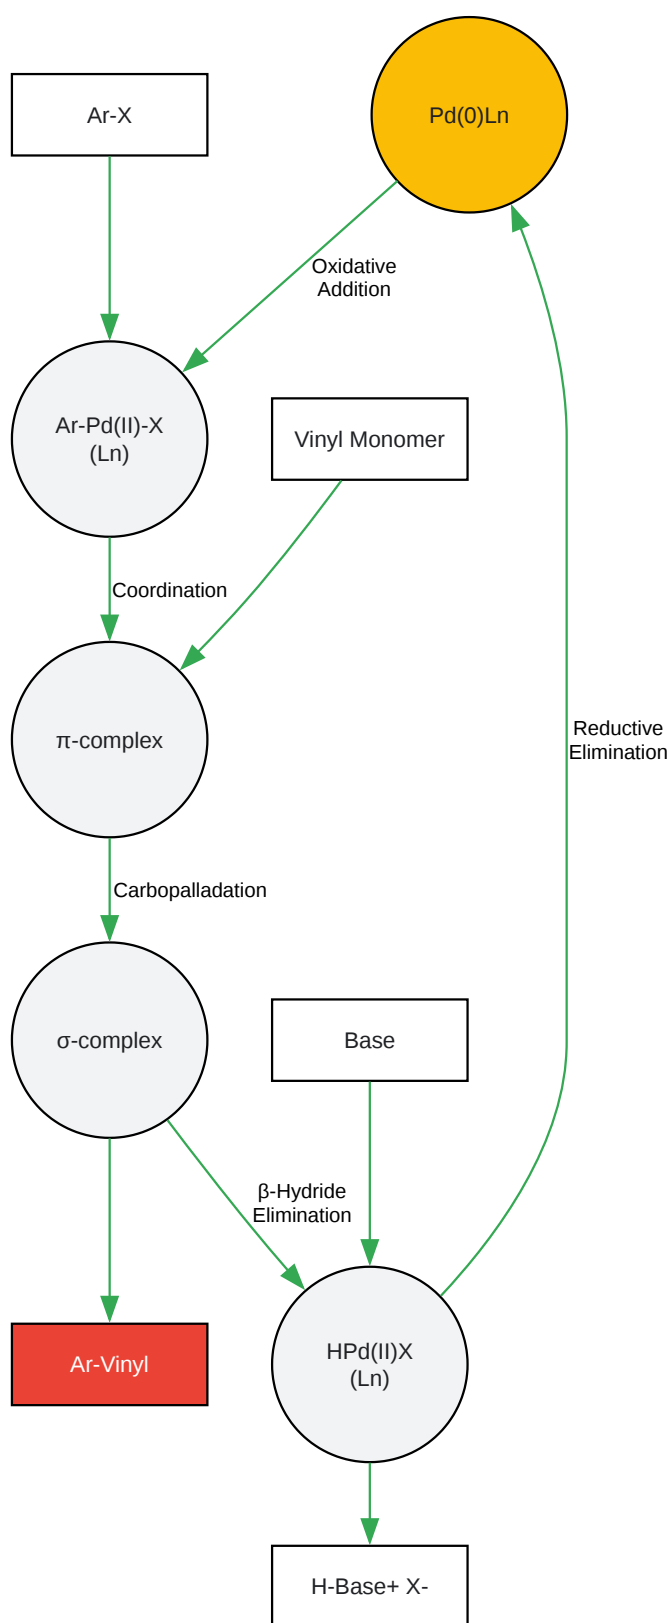 Ar-X
Pd(0)Ln
Oxidative
Addition
Ar-Pd(II)-X
(Ln)
Vinyl Monomer
Coordination
π-complex
Reductive
Elimination
Carbopalladation
σ-complex
Base
β-Hydride
Elimination
Ar-Vinyl
HPd(II)X
(Ln)
H-Base+ X-